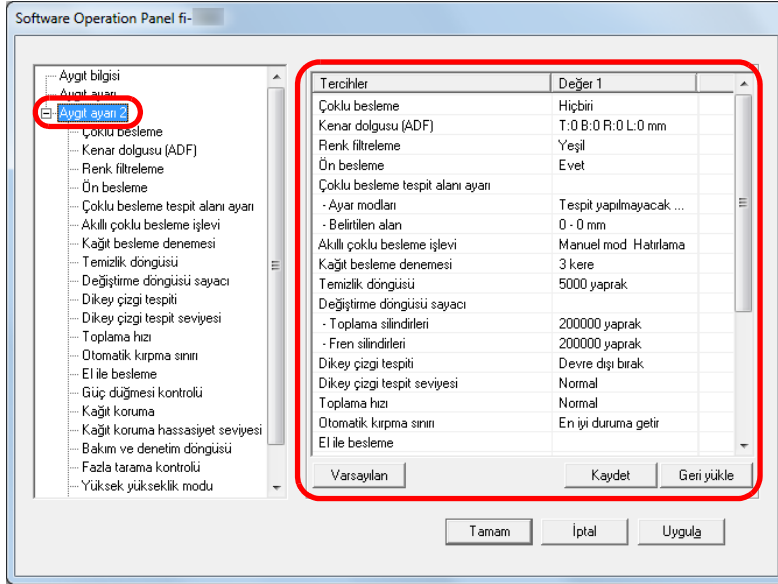 Software Operation Panel fi-
Aygıt bilgisi
Aygıt ayarı
Aygıt ayarı 2
Çoklu besleme
Kenar dolgusu (ADF)
Renk filtreleme
Ön besleme
Çoklu besleme tespit alanı ayarı
Akıllı çoklu besleme işlevi
Kağıt besleme denemesi
Temizlik döngüsü
Değiştirme döngüsü sayacı
Dikey çizgi tespiti
Dikey çizgi tespit seviyesi
Toplama hızı
Otomatik kırpma sınırı
El ile besleme
Güç düğmesi kontrolü
Kağıt koruma
Kağıt koruma hassasiyet seviyesi
Bakım ve denetim döngüsü
Fazla tarama kontrolü
Yüksek yükseklik modu
Tercihler Değer 1
Çoklu besleme Hiçbiri
Kenar dolgusu (ADF) T:0 B:0 R:0 L:0 mm
Renk filtreleme Yeşil
Ön besleme Evet
Çoklu besleme tespit alanı ayarı
- Ayar modları Tespit yapılmayacak ...
- Belirtilen alan 0 - 0 mm
Akıllı çoklu besleme işlevi Manuel mod Hatırlama
Kağıt besleme denemesi 3 kere
Temizlik döngüsü 5000 yaprak
Değiştirme döngüsü sayacı
- Toplama silindirleri 200000 yaprak
- Fren silindirleri 200000 yaprak
Dikey çizgi tespiti Devre dışı bırak
Dikey çizgi tespit seviyesi Normal
Toplama hızı Normal
Otomatik kırpma sınırı En iyi duruma getir
El ile besleme
Varsayılan Kaydet Geri yükle
Tamam İptal Uygula